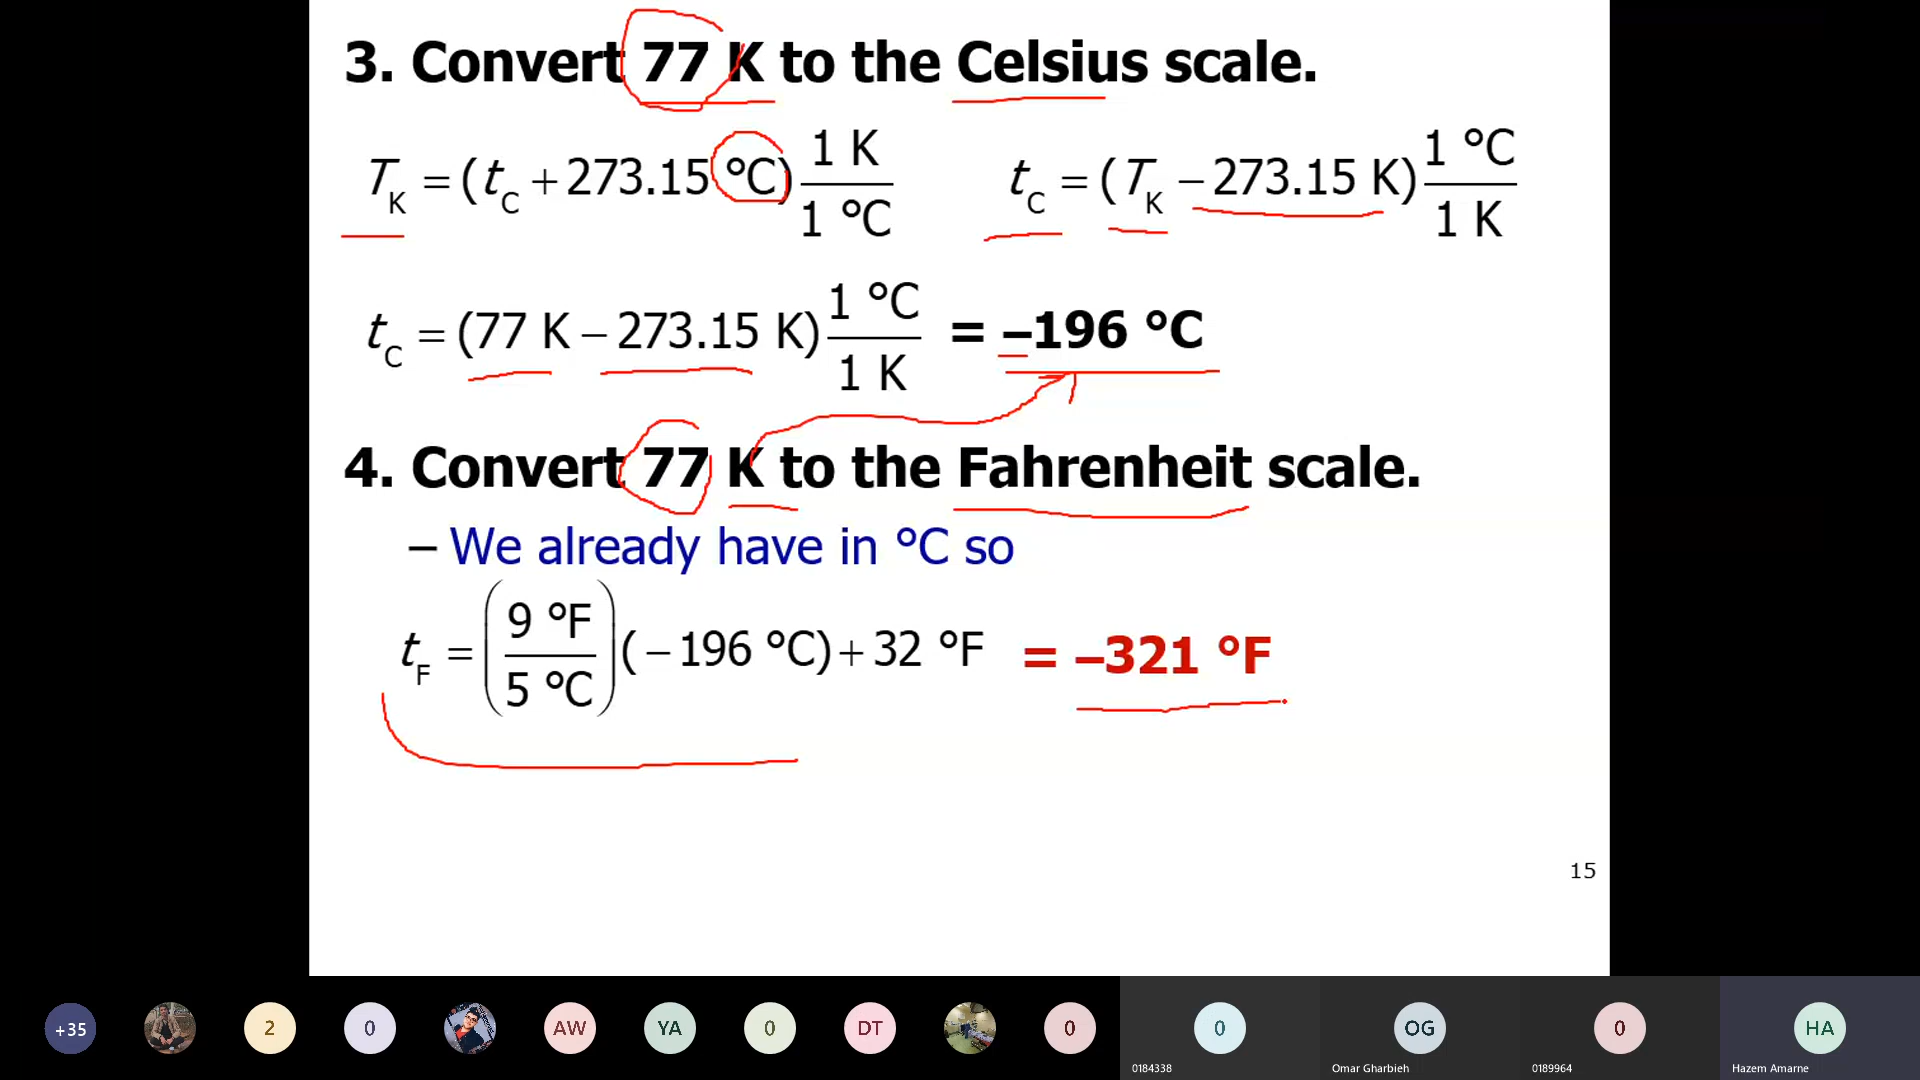 3. Convert 77 K to the Celsius scale.
T_K = (t_C + 273.15 °C) 1 K / 1 °C    t_C = (T_K − 273.15 K) 1 °C / 1 K
t_C = (77 K − 273.15 K) 1 °C / 1 K = –196 °C
4. Convert 77 K to the Fahrenheit scale.
– We already have in °C so
t_F = (9 °F / 5 °C) (− 196 °C) + 32 °F = –321 °F
15
+35 2 0 AW YA 0 DT 0 0 OG 0 HA
0184338 Omar Gharbieh 0189964 Hazem Amarne